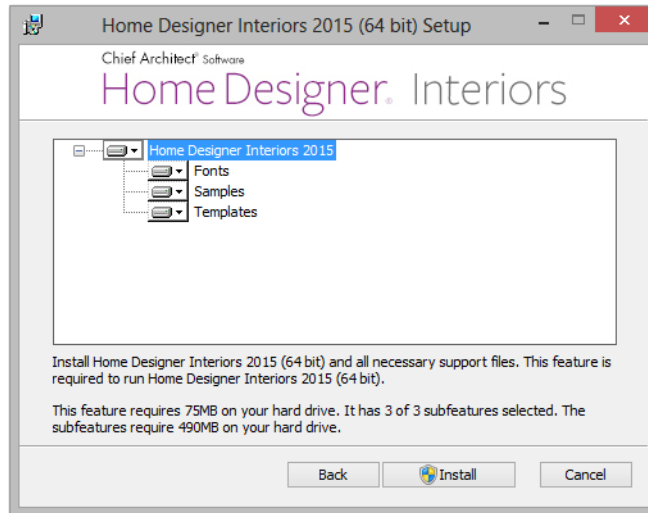 Home Designer Interiors 2015 (64 bit) Setup
Chief Architect® Software
Home Designer® Interiors
Home Designer Interiors 2015
Fonts
Samples
Templates
Install Home Designer Interiors 2015 (64 bit) and all necessary support files. This feature is
required to run Home Designer Interiors 2015 (64 bit).
This feature requires 75MB on your hard drive. It has 3 of 3 subfeatures selected. The
subfeatures require 490MB on your hard drive.
Back Install Cancel